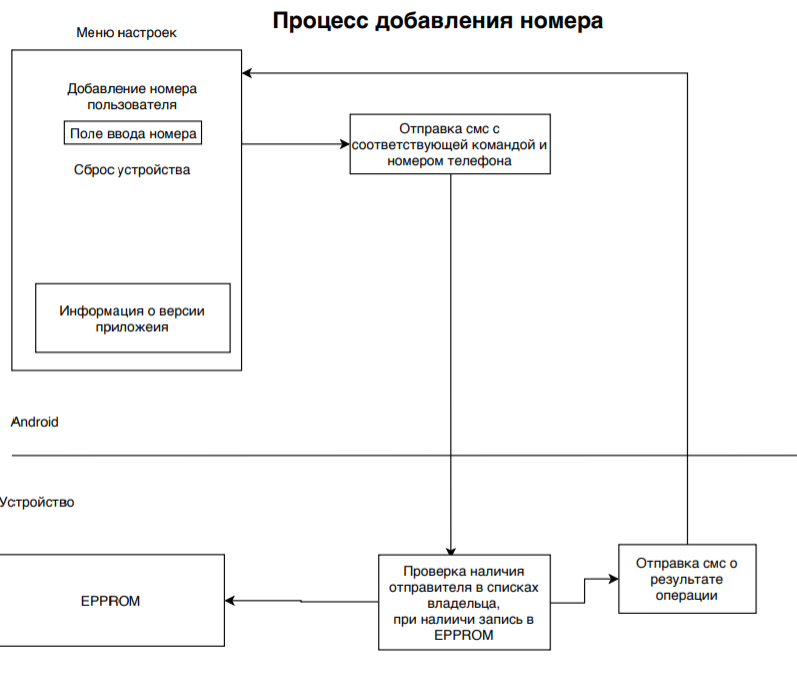 Процесс добавления номера
Меню настроек
Добавление номера
пользователя
Поле ввода номера
Сброс устройства
Отправка смс с
соответствующей командой и
номером телефона
Информация о версии
приложеия
Android
Устройство
EPPROM
Проверка наличия
отправителя в списках
владельца,
при налиичи запись в
EPPROM
Отправка смс о
результате
операции